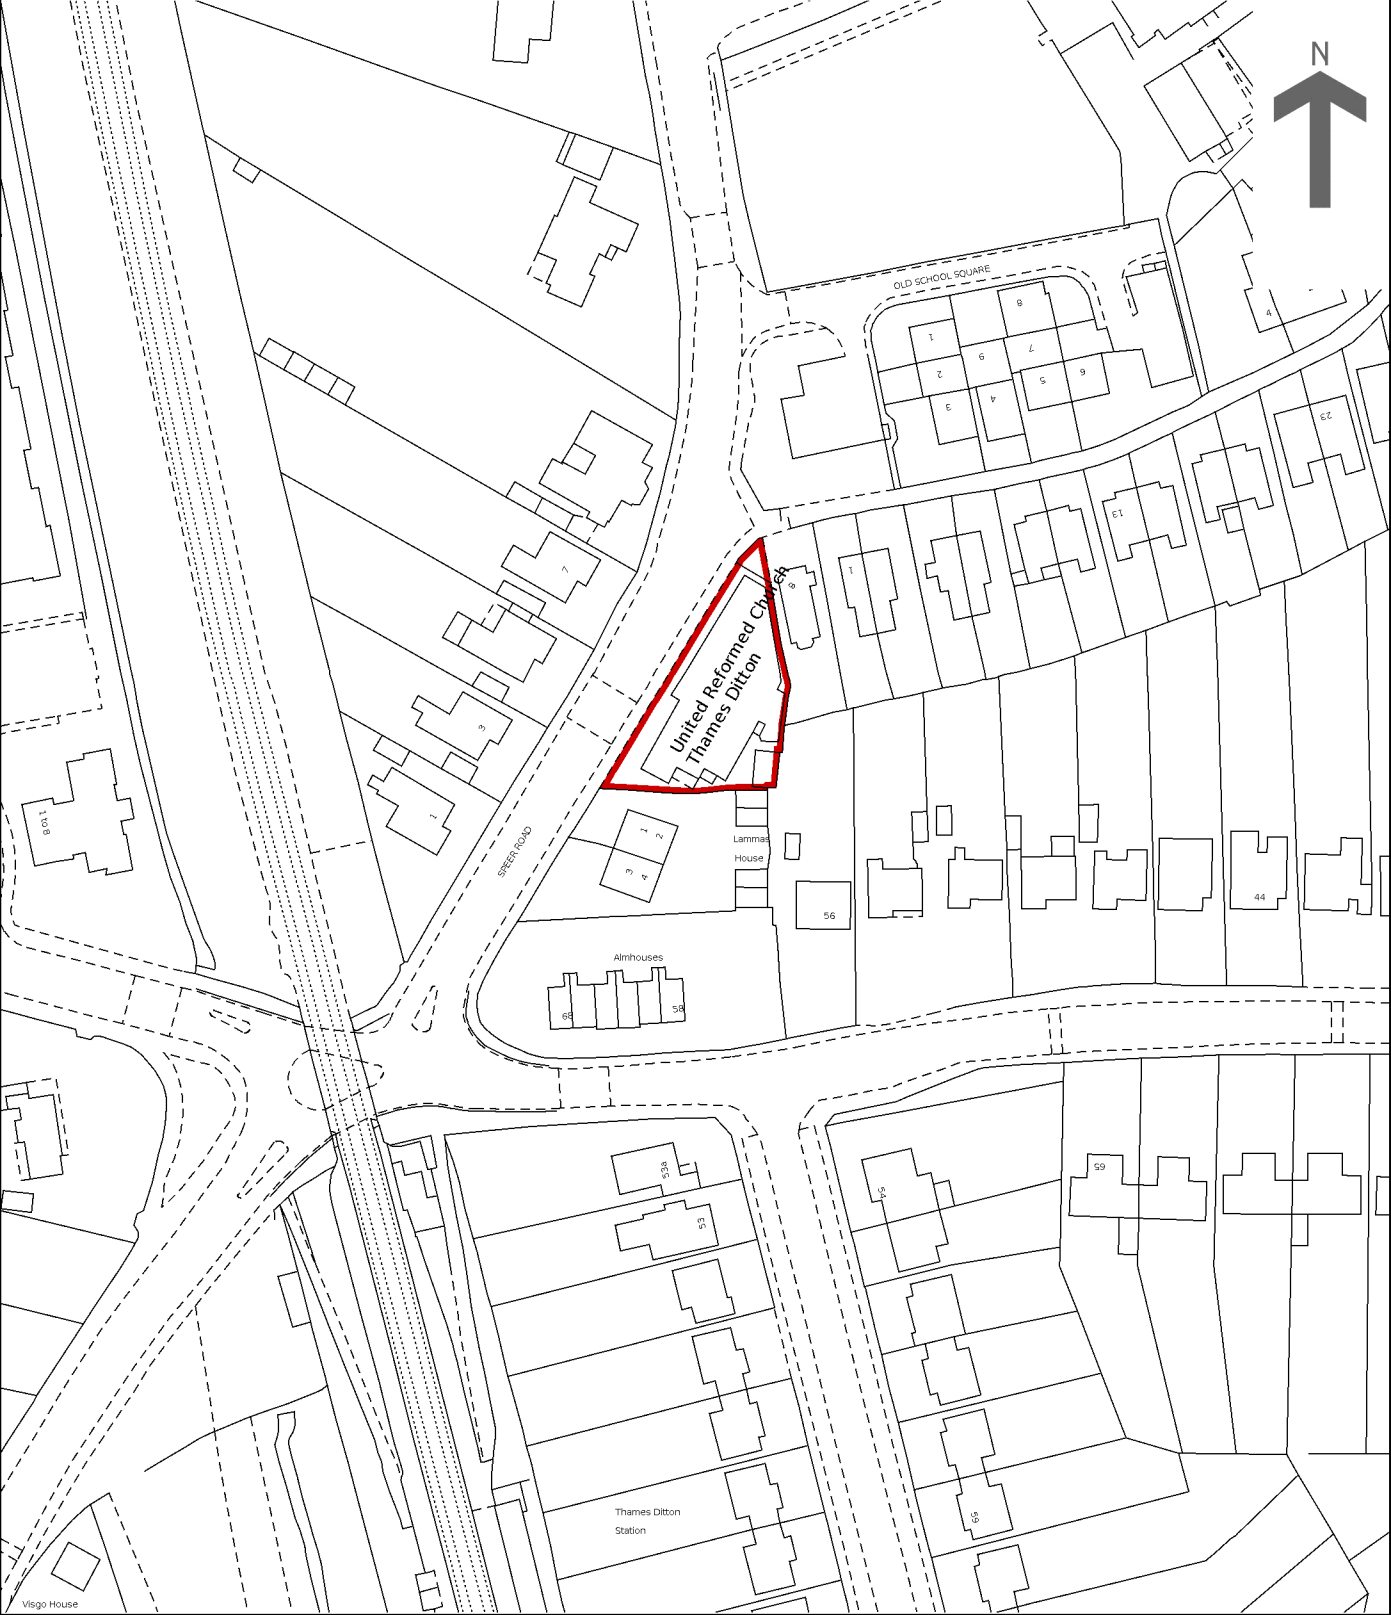 N
OLD SCHOOL SQUARE
8
1
2
3
9
7
4
5
6
4
23
13
1
8
7
3
1
United Reformed Church
Thames Ditton
1 to 8
SPEER ROAD
1
2
3
4
Lammas
House
56
44
Almhouses
68
58
53a
53
54
65
59
Thames Ditton
Station
Visgo House